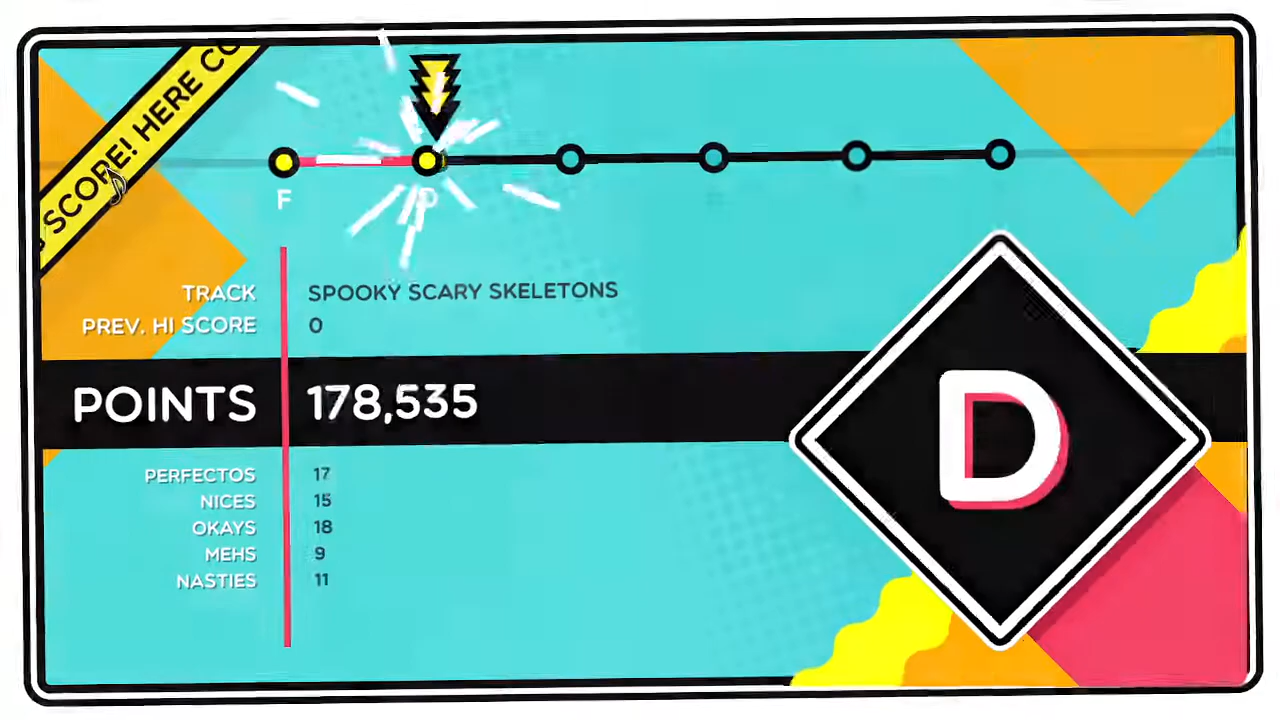 SCORE! HERE CO
F
D
TRACK SPOOKY SCARY SKELETONS
PREV. HI SCORE 0
POINTS 178,535
PERFECTOS 17
NICES 15
OKAYS 18
MEHS 9
NASTIES 11
D